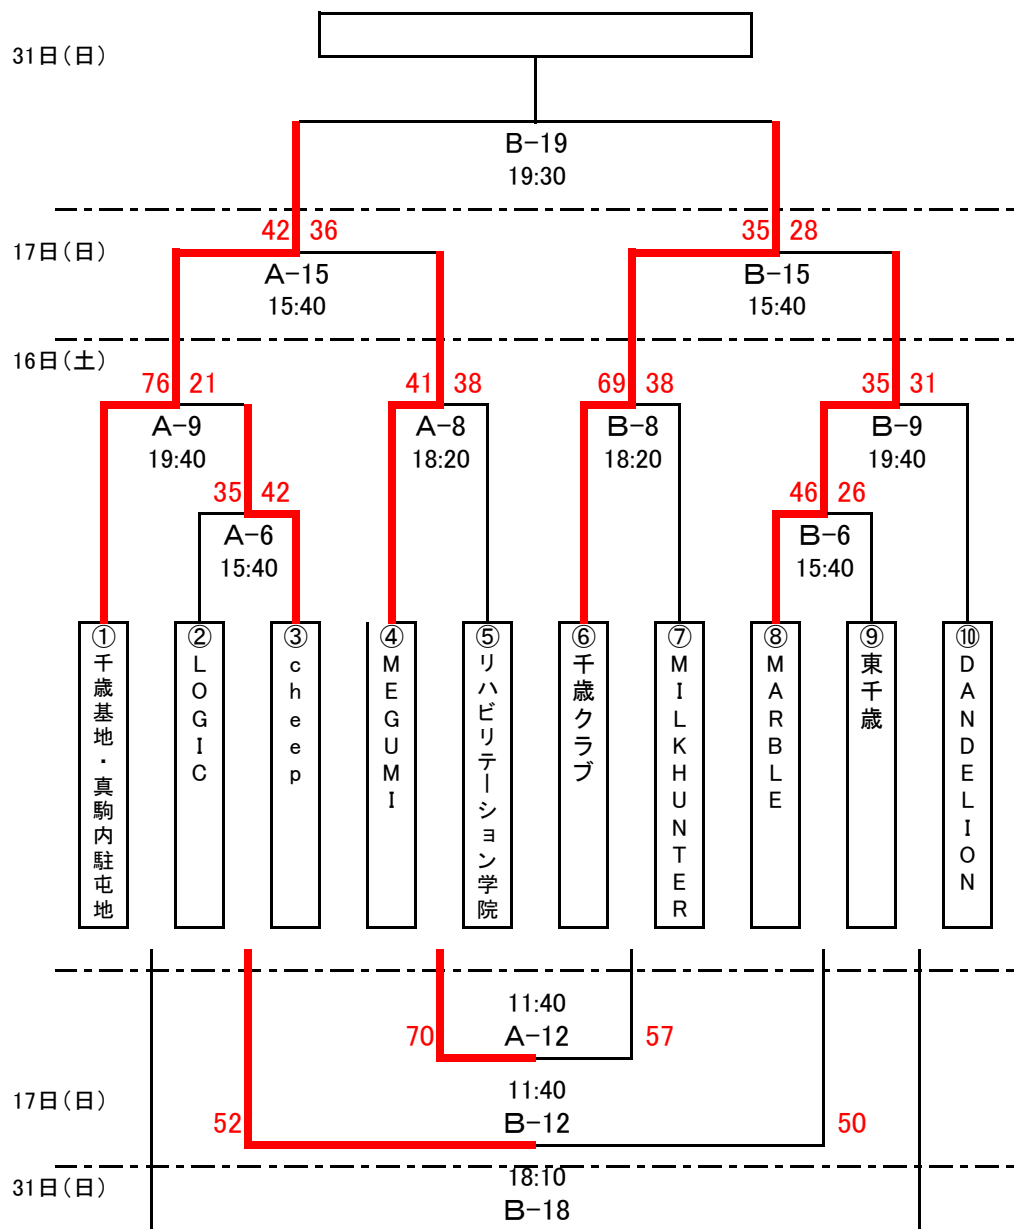 31日(日)
B-19
19:30
42 36
35 28
17日(日)
A-15
B-15
15:40
15:40
16日(土)
76 21
41 38
69 38
35 31
A-9
A-8
B-8
B-9
19:40
18:20
18:20
19:40
35 42
46 26
A-6
B-6
15:40
15:40
①千歳基地・真駒内駐屯地
②LOGIC
③cheep
④MEGUMI
⑤リハビリテーション学院
⑥千歳クラブ
⑦MILKHUNTER
⑧MARBLE
⑨東千歳
⑩DANDELION
11:40
70 A-12 57
11:40
17日(日)
52 B-12 50
18:10
31日(日)
B-18